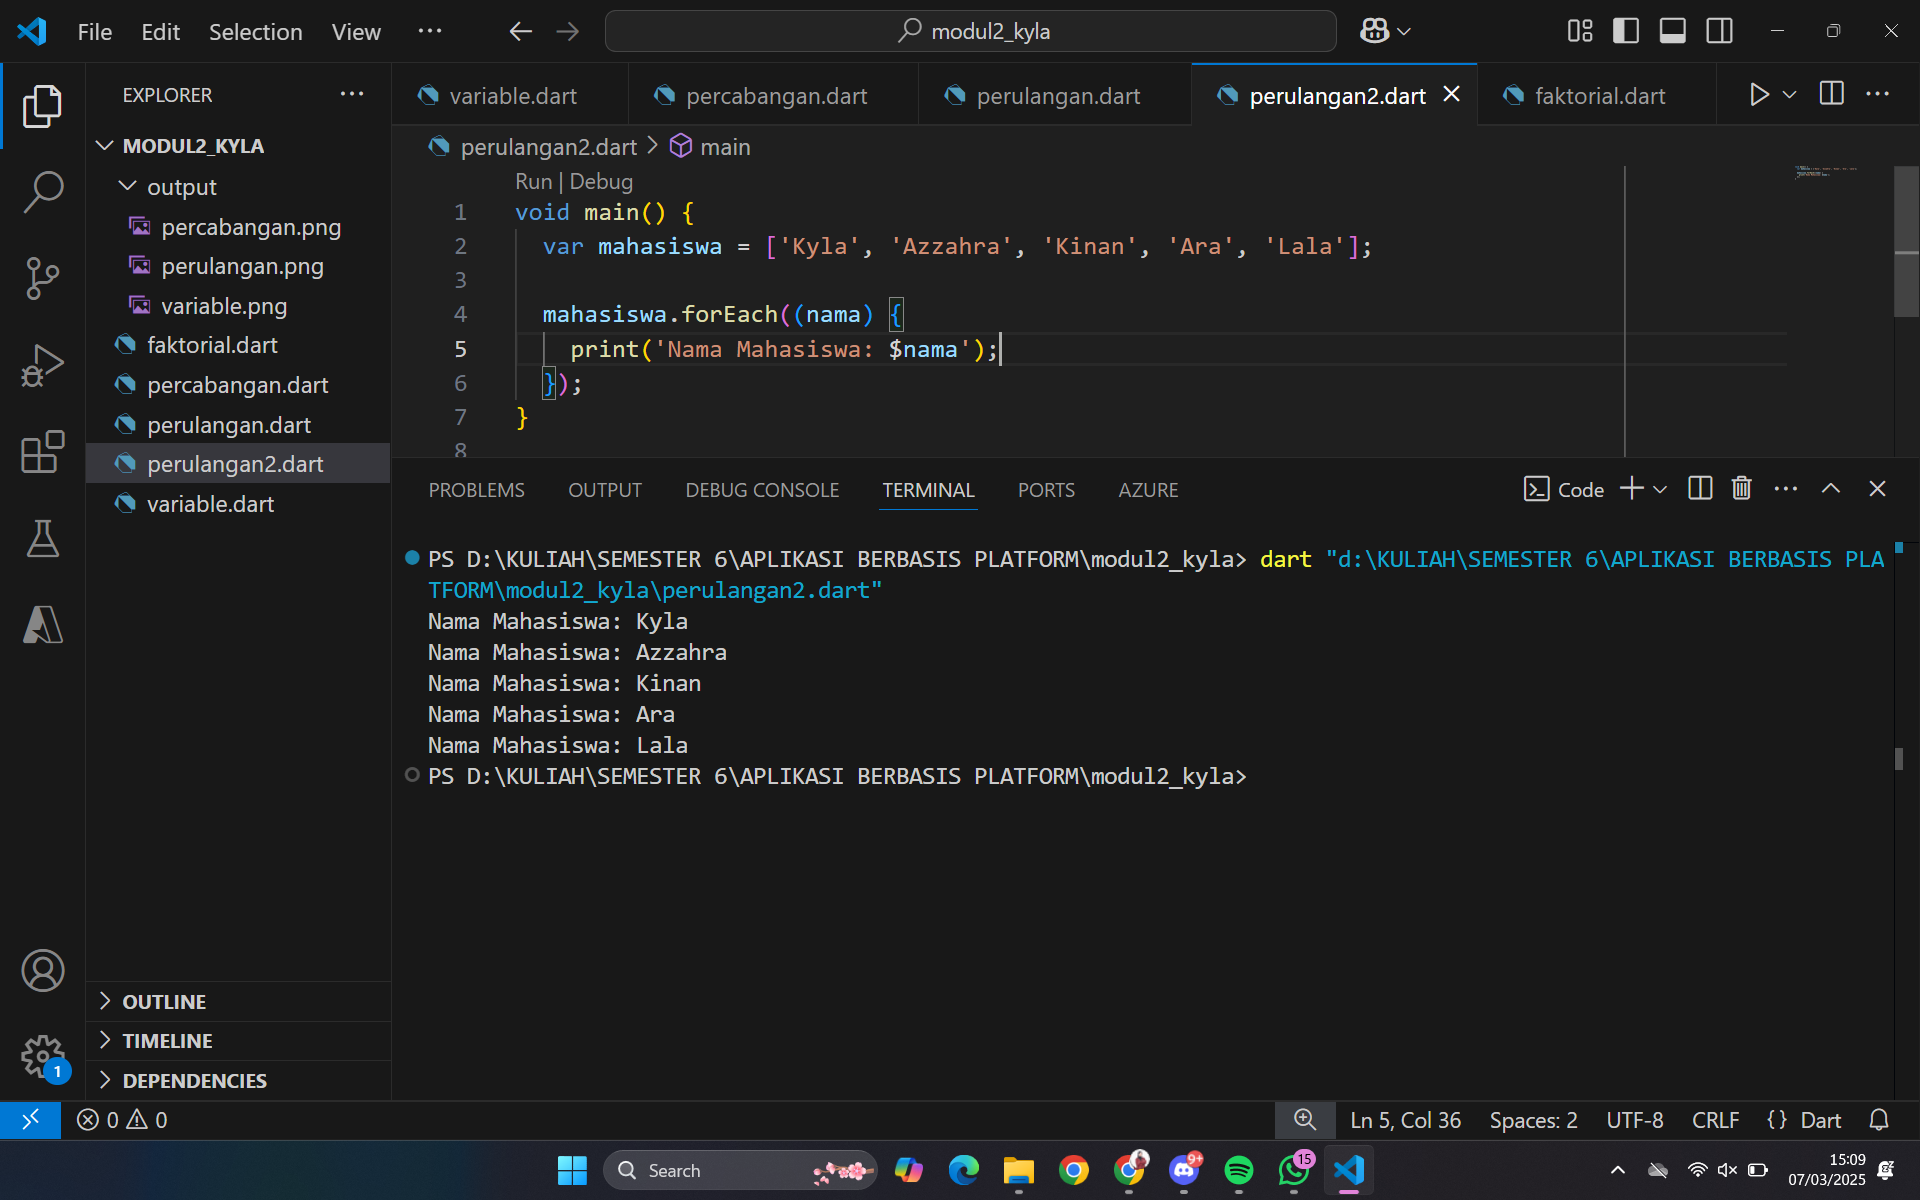 File Edit Selection View ···
modul2_kyla
EXPLORER
MODUL2_KYLA
output
percabangan.png
perulangan.png
variable.png
faktorial.dart
percabangan.dart
perulangan.dart
perulangan2.dart
variable.dart
OUTLINE
TIMELINE
DEPENDENCIES
1
variable.dart percabangan.dart perulangan.dart perulangan2.dart faktorial.dart
perulangan2.dart > main
Run | Debug
1 void main() {
2   var mahasiswa = ['Kyla', 'Azzahra', 'Kinan', 'Ara', 'Lala'];
3
4   mahasiswa.forEach((nama) {
5     print('Nama Mahasiswa: $nama');
6   });
7 }
8
PROBLEMS OUTPUT DEBUG CONSOLE TERMINAL PORTS AZURE
Code
PS D:\KULIAH\SEMESTER 6\APLIKASI BERBASIS PLATFORM\modul2_kyla> dart "d:\KULIAH\SEMESTER 6\APLIKASI BERBASIS PLA
TFORM\modul2_kyla\perulangan2.dart"
Nama Mahasiswa: Kyla
Nama Mahasiswa: Azzahra
Nama Mahasiswa: Kinan
Nama Mahasiswa: Ara
Nama Mahasiswa: Lala
PS D:\KULIAH\SEMESTER 6\APLIKASI BERBASIS PLATFORM\modul2_kyla>
0 0
Ln 5, Col 36 Spaces: 2 UTF-8 CRLF {} Dart
Search
9+
15
15:09
07/03/2025